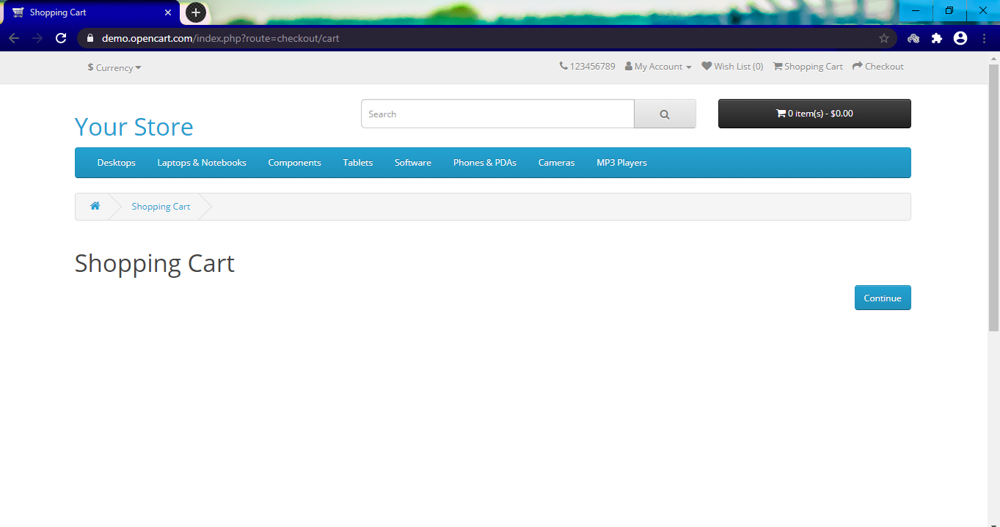 Shopping Cart
demo.opencart.com/index.php?route=checkout/cart
$ Currency 123456789 My Account Wish List (0) Shopping Cart Checkout
Your Store Search 0 item(s) - $0.00
Desktops Laptops & Notebooks Components Tablets Software Phones & PDAs Cameras MP3 Players
Shopping Cart
Shopping Cart
Continue